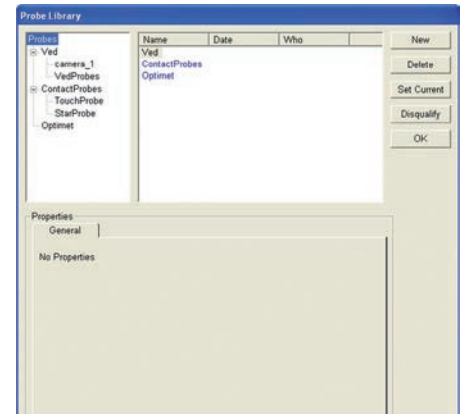 Probe Library
Probes
Ved
camera_1
VedProbes
ContactProbes
TouchProbe
StarProbe
Optimet
Name Date Who
Ved
ContactProbes
Optimet
New
Delete
Set Current
Disqualify
OK
Properties
General
No Properties